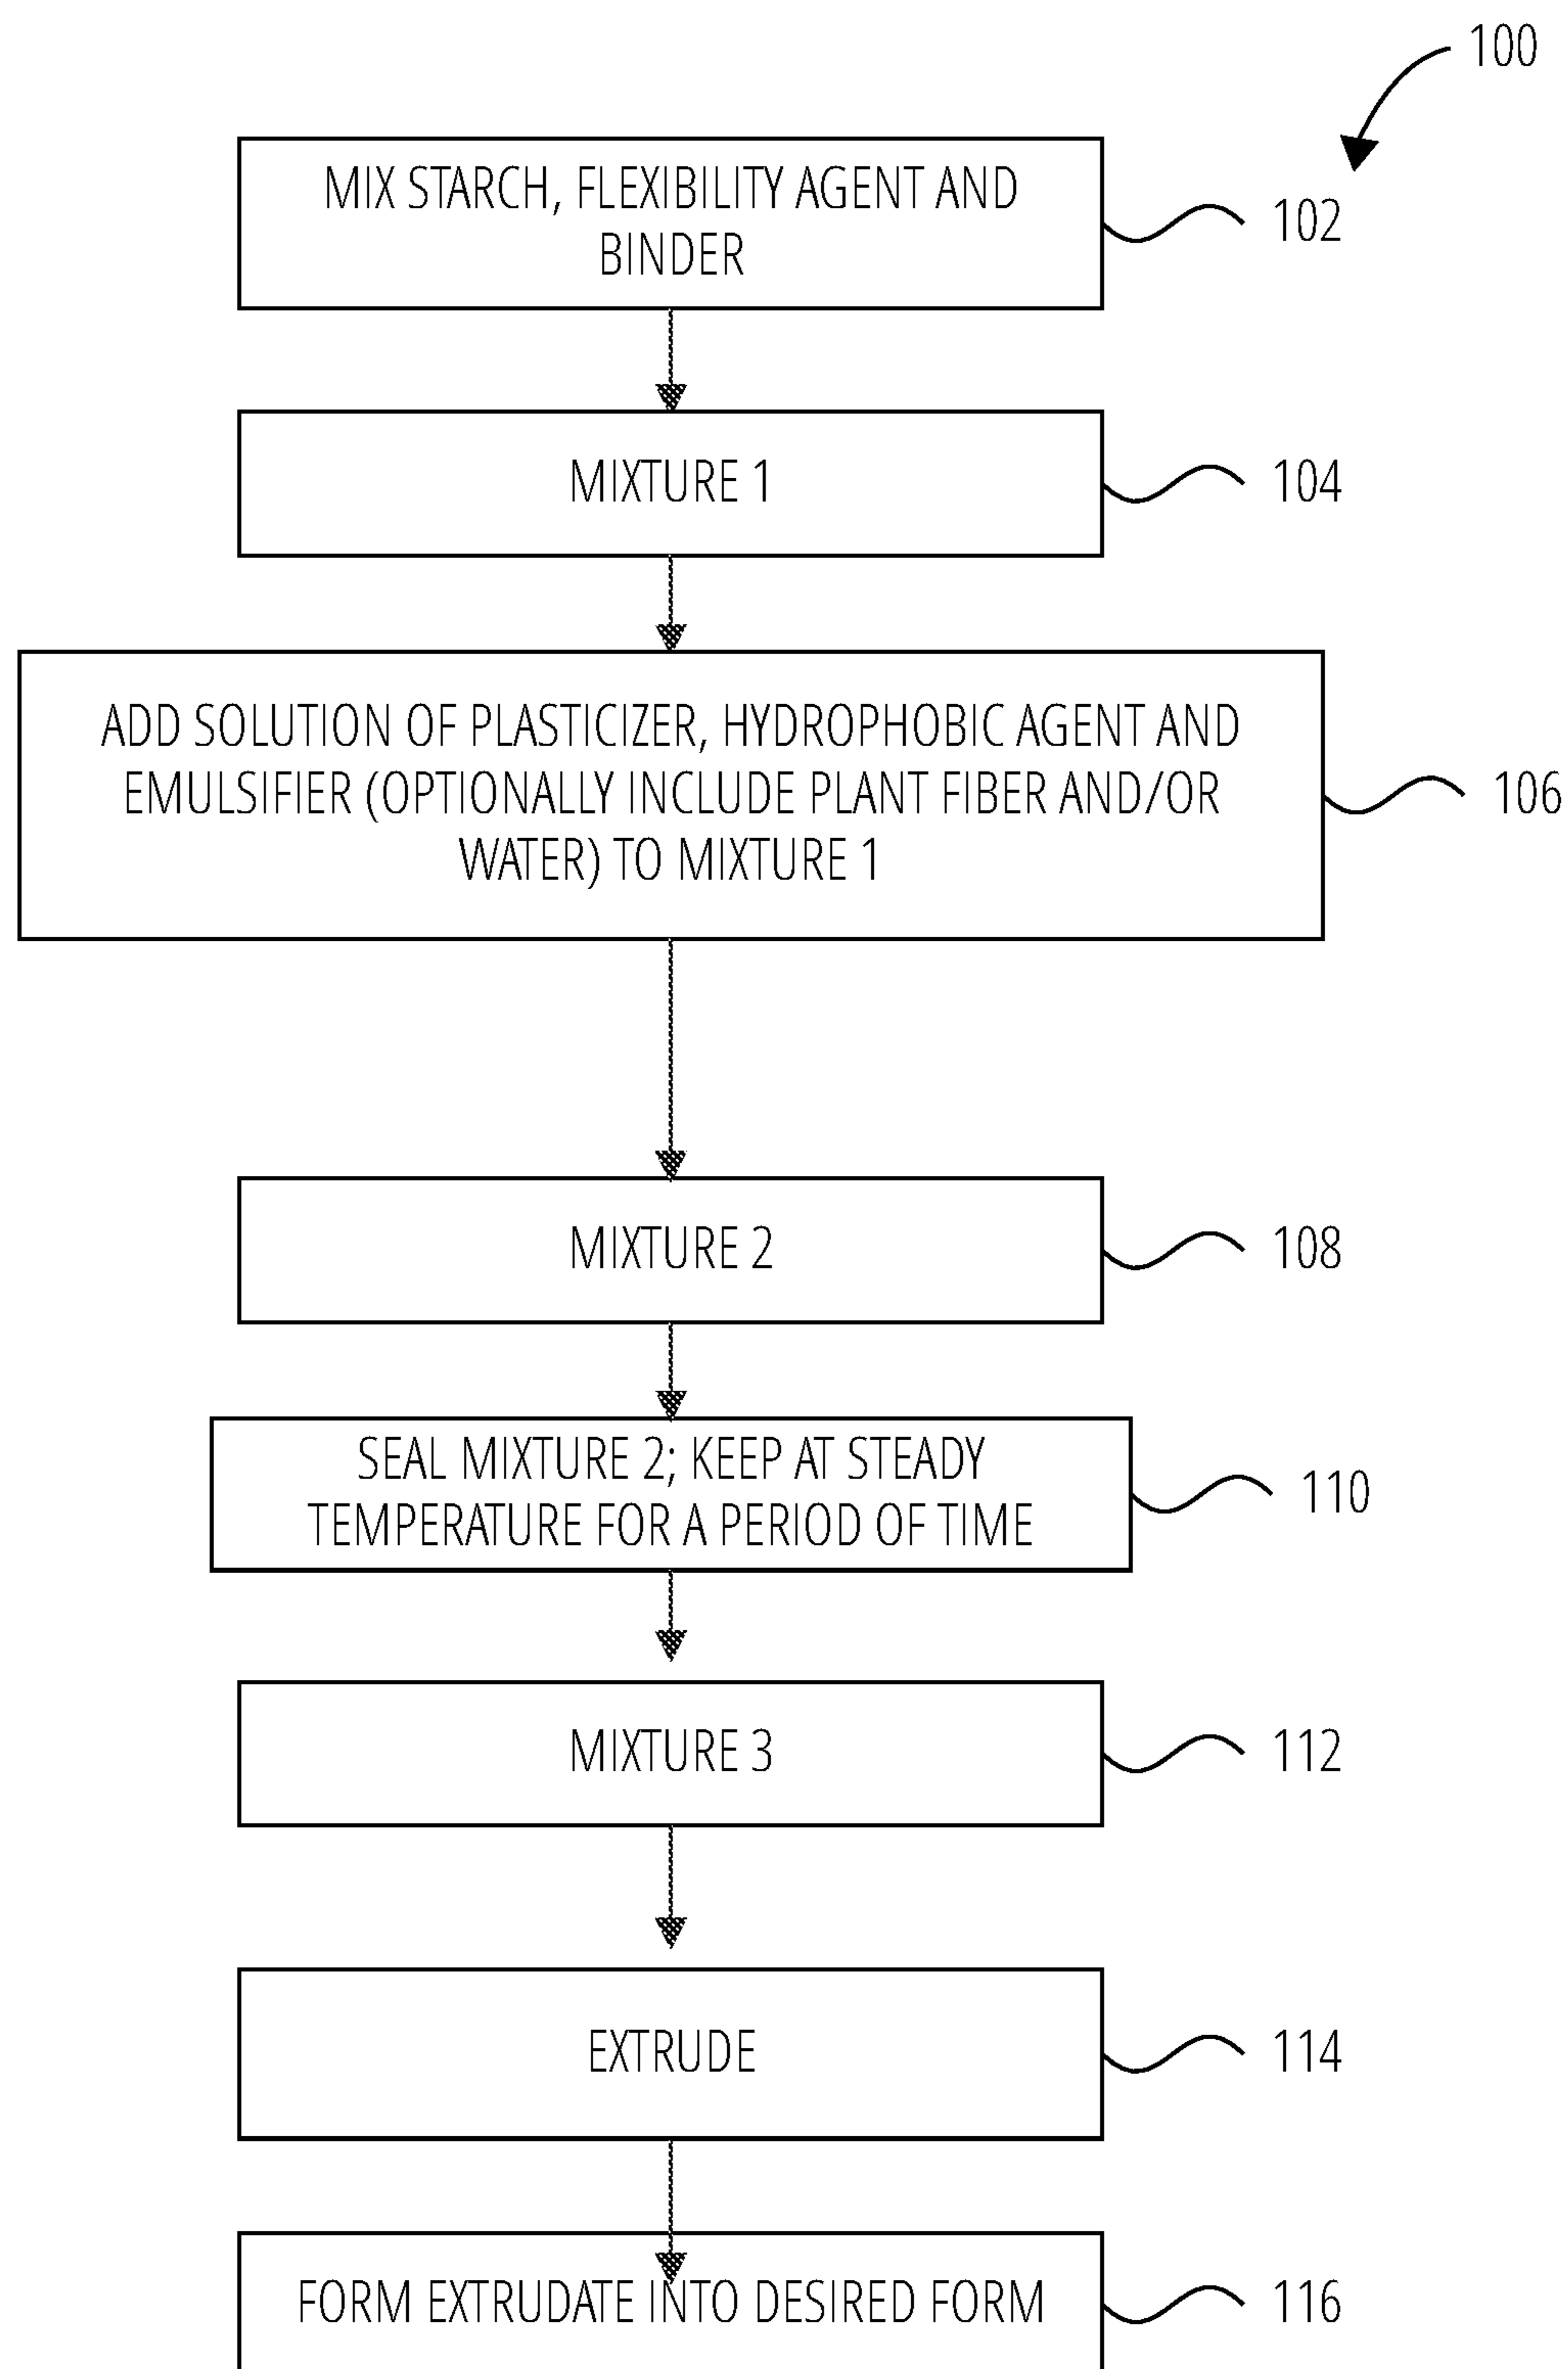 100
MIX STARCH, FLEXIBILITY AGENT AND
BINDER
102
MIXTURE 1
104
ADD SOLUTION OF PLASTICIZER, HYDROPHOBIC AGENT AND
EMULSIFIER (OPTIONALLY INCLUDE PLANT FIBER AND/OR
WATER) TO MIXTURE 1
106
MIXTURE 2
108
SEAL MIXTURE 2; KEEP AT STEADY
TEMPERATURE FOR A PERIOD OF TIME
110
MIXTURE 3
112
EXTRUDE
114
FORM EXTRUDATE INTO DESIRED FORM
116